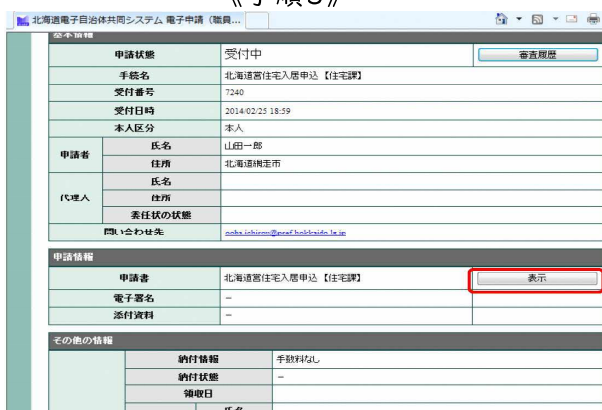 北海道電子自治体共同システム 電子申請（職員...
基本情報
申請状態 受付中 審査履歴
手続名 北海道営住宅入居申込【住宅課】
受付番号 7240
受付日時 2014/02/25 18:59
本人区分 本人
申請者 氏名 山田一郎
住所 北海道網走市
代理人 氏名
住所
委任状の状態
問い合わせ先
申請情報
申請書 北海道営住宅入居申込【住宅課】 表示
電子署名 －
添付資料 －
その他の情報
納付情報 手数料なし
納付状態 －
領収日
氏名